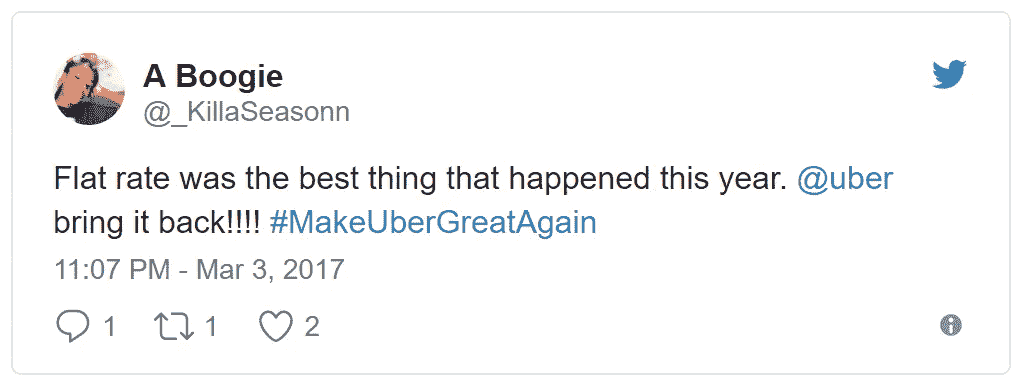 A Boogie
@_KillaSeasonn
Flat rate was the best thing that happened this year. @uber
bring it back!!!! #MakeUberGreatAgain
11:07 PM - Mar 3, 2017
1 1 2